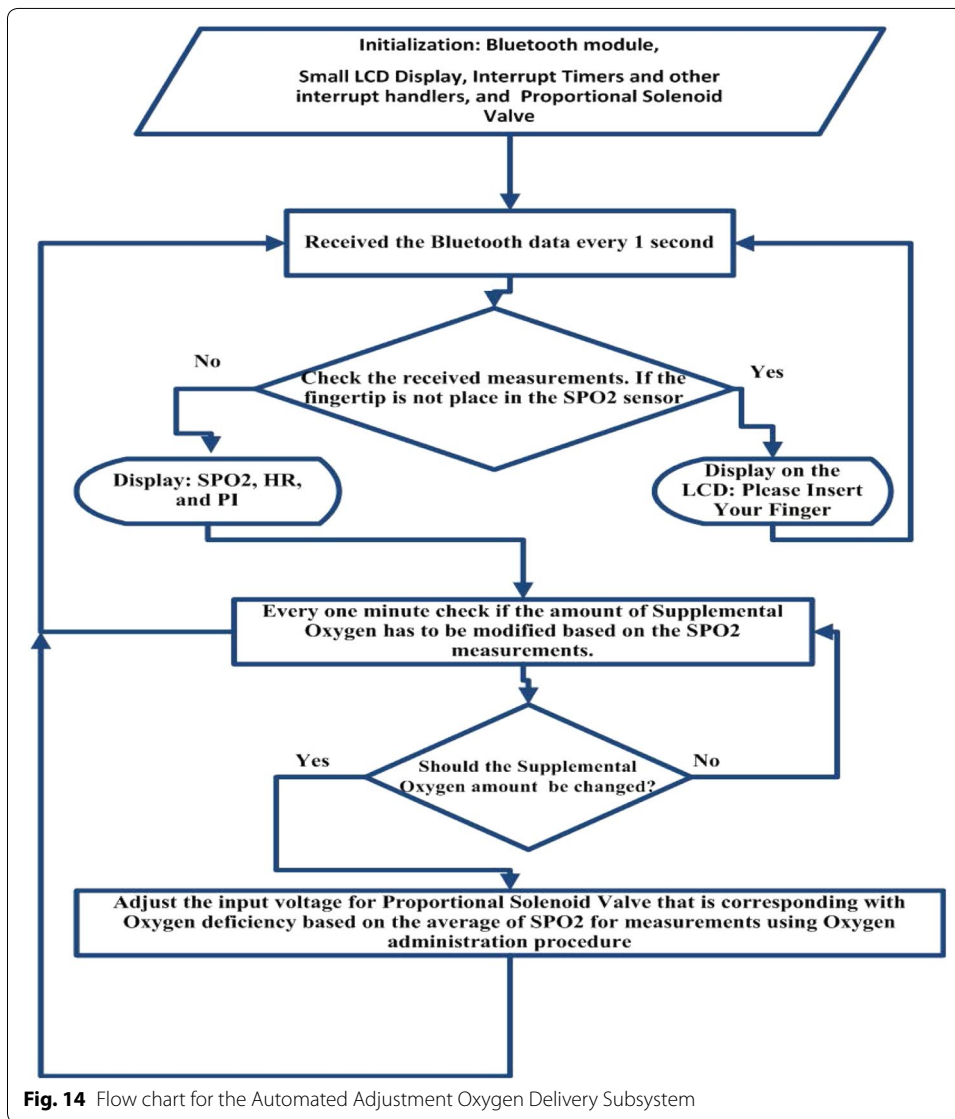 Initialization: Bluetooth module,
Small LCD Display, Interrupt Timers and other
interrupt handlers, and Proportional Solenoid
Valve
Received the Bluetooth data every 1 second
No
Yes
Check the received measurements. If the
fingertip is not place in the SPO2 sensor
Display: SPO2, HR,
and PI
Display on the
LCD: Please Insert
Your Finger
Every one minute check if the amount of Supplemental
Oxygen has to be modified based on the SPO2
measurements.
Yes
No
Should the Supplemental
Oxygen amount be changed?
Adjust the input voltage for Proportional Solenoid Valve that is corresponding with
Oxygen deficiency based on the average of SPO2 for measurements using Oxygen
administration procedure
Fig. 14 Flow chart for the Automated Adjustment Oxygen Delivery Subsystem